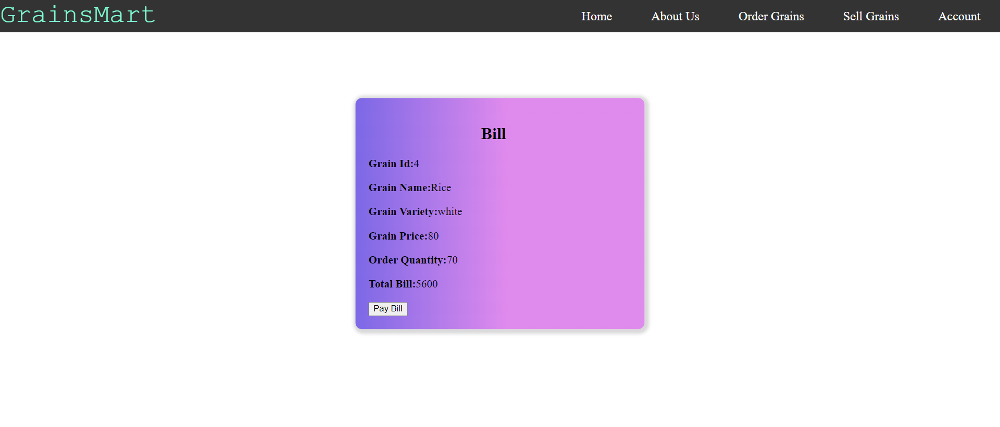 GrainsMart
Home About Us Order Grains Sell Grains Account
Bill
Grain Id:4
Grain Name:Rice
Grain Variety:white
Grain Price:80
Order Quantity:70
Total Bill:5600
Pay Bill